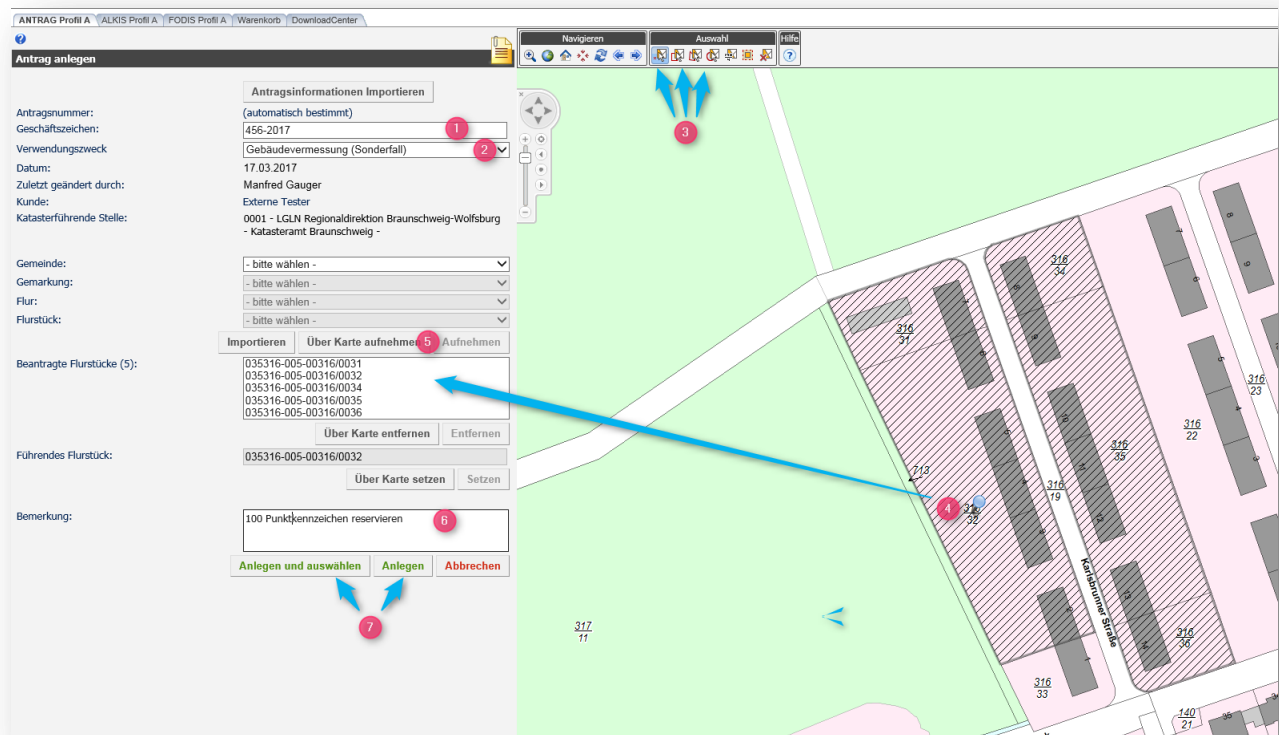 ANTRAG Profil A ALKIS Profil A FODIS Profil A Warenkorb DownloadCenter
Antrag anlegen
Antragsinformationen Importieren
Antragsnummer: (automatisch bestimmt)
Geschäftszeichen: 456-2017 1
Verwendungszweck Gebäudevermessung (Sonderfall) 2
Datum: 17.03.2017
Zuletzt geändert durch: Manfred Gauger
Kunde: Externe Tester
Katasterführende Stelle: 0001 - LGLN Regionaldirektion Braunschweig-Wolfsburg
- Katasteramt Braunschweig -
Gemeinde: - bitte wählen -
Gemarkung: - bitte wählen -
Flur: - bitte wählen -
Flurstück: - bitte wählen -
Importieren Über Karte aufnehmen 5 Aufnehmen
Beantragte Flurstücke (5): 035316-005-00316/0031
035316-005-00316/0032
035316-005-00316/0034
035316-005-00316/0035
035316-005-00316/0036
Über Karte entfernen Entfernen
Führendes Flurstück: 035316-005-00316/0032
Über Karte setzen Setzen
Bemerkung: 100 Punktkennzeichen reservieren 6
Anlegen und auswählen Anlegen Abbrechen
7
Navigieren Auswahl Hilfe
3
316
34
316
31
316
23
316
22
316
35
713
316
19
4
32
Karlsbrunner Straße
317
11
316
36
316
33
140
21